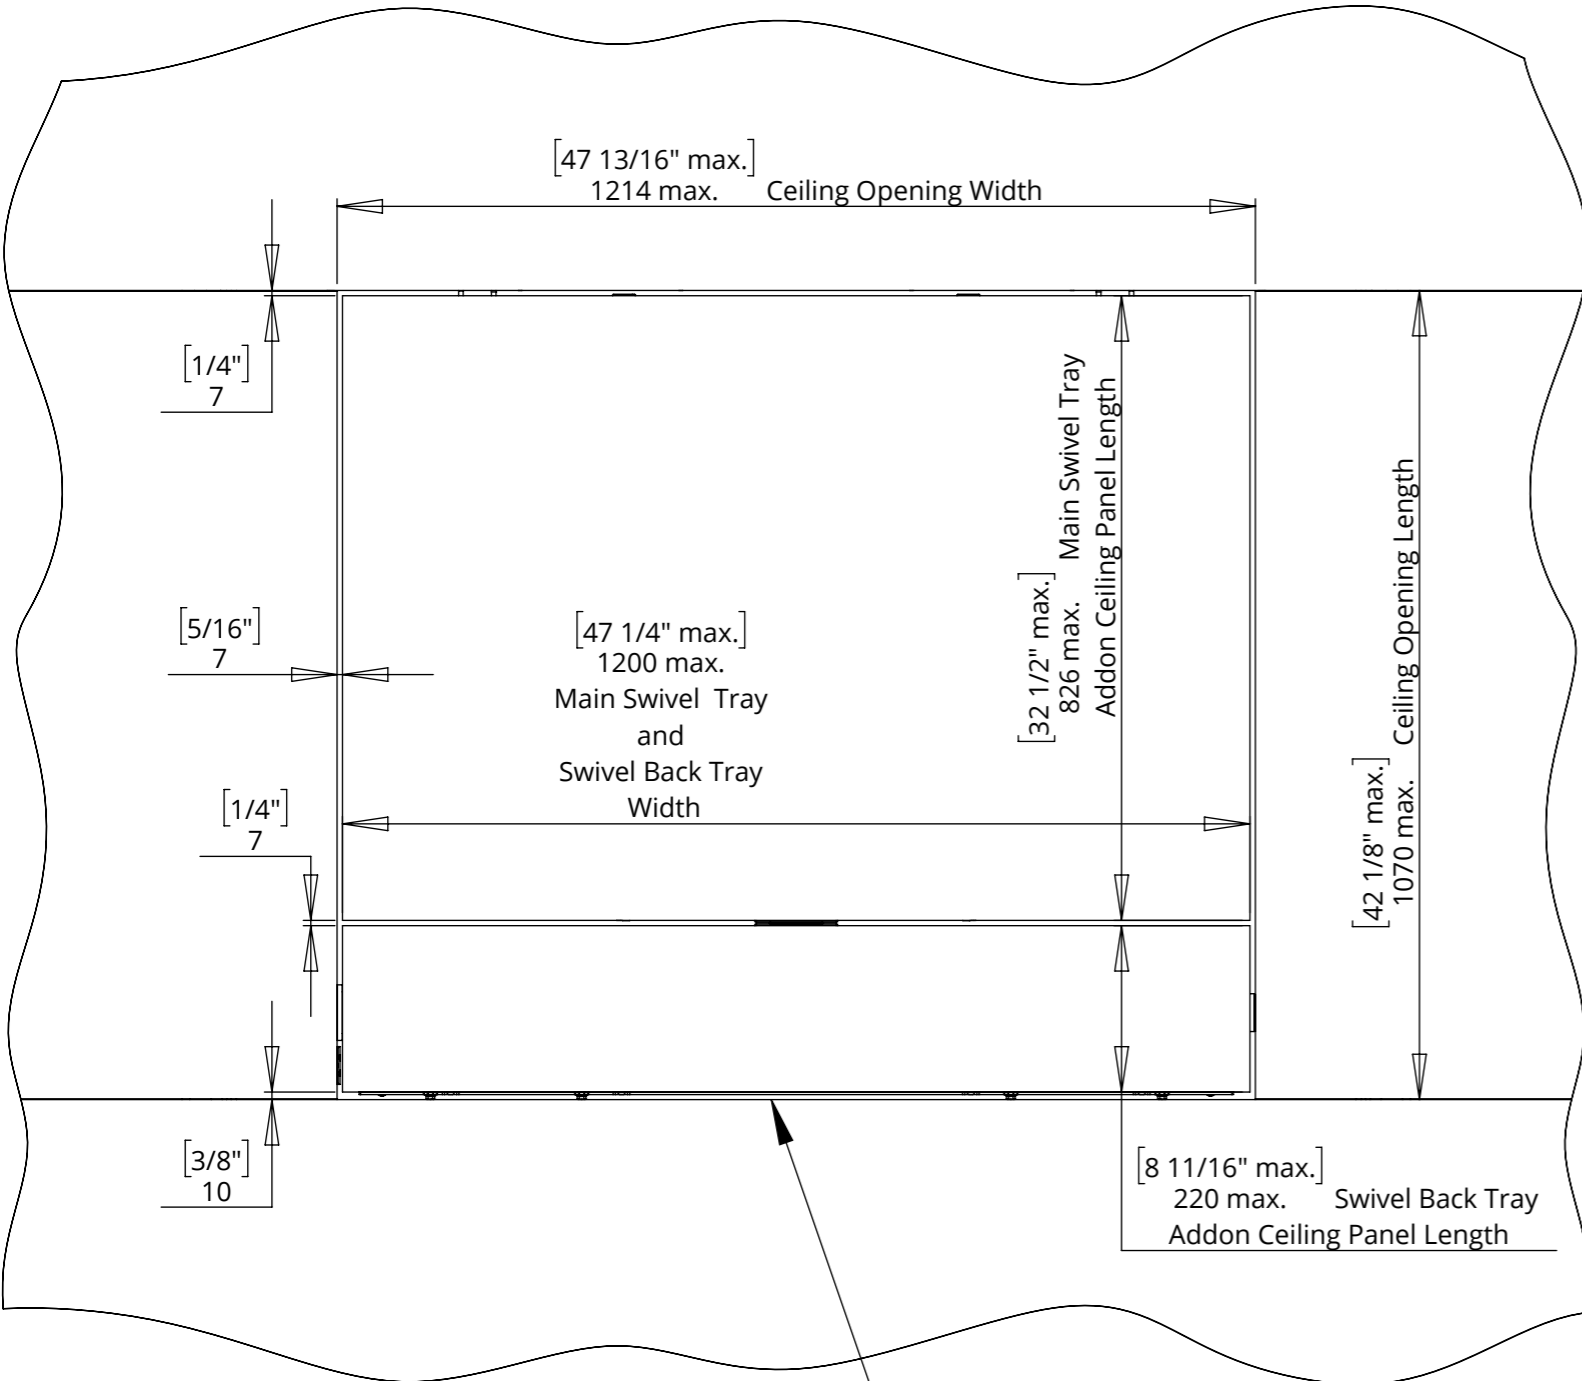 [47 13/16" max.]
1214 max. Ceiling Opening Width
[1/4"]
7
[5/16"]
7
[47 1/4" max.]
1200 max.
Main Swivel Tray
and
Swivel Back Tray
Width
[32 1/2" max.]
826 max. Main Swivel Tray
Addon Ceiling Panel Length
[42 1/8" max.]
1070 max. Ceiling Opening Length
[1/4"]
7
[3/8"]
10
[8 11/16" max.]
220 max. Swivel Back Tray
Addon Ceiling Panel Length